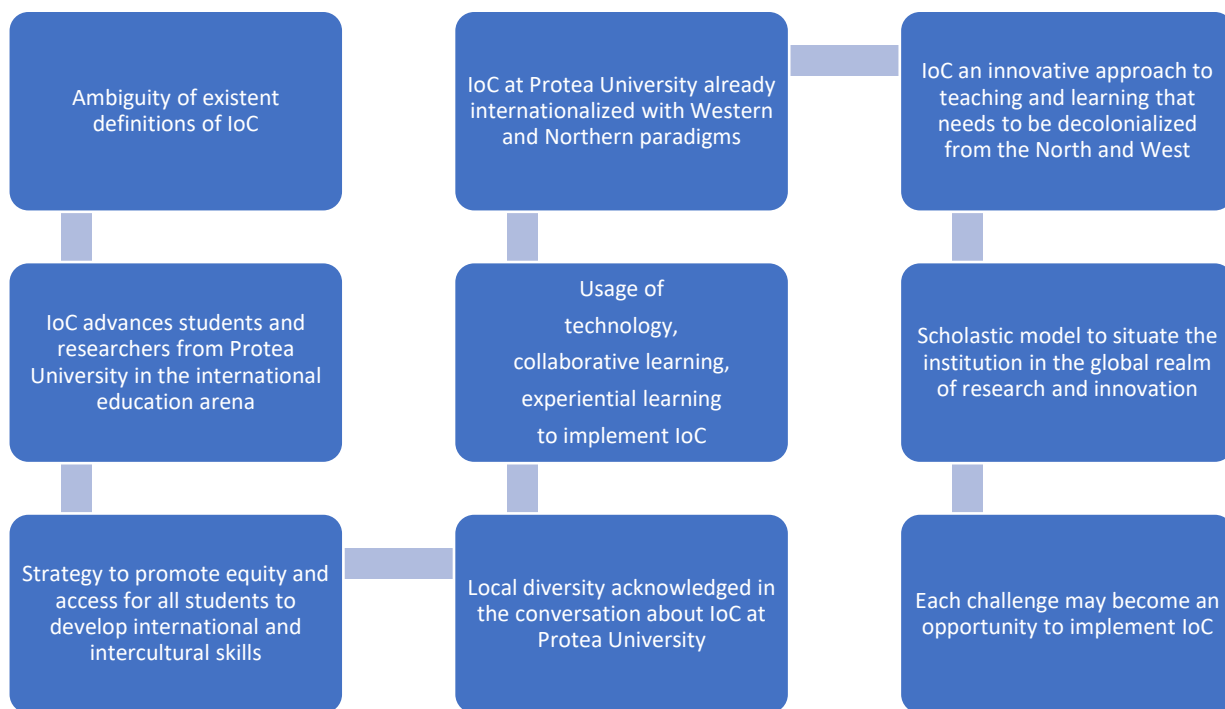 Ambiguity of existent
definitions of IoC
IoC advances students and
researchers from Protea
University in the international
education arena
Strategy to promote equity and
access for all students to
develop international and
intercultural skills
Local diversity acknowledged in
the conversation about IoC at
Protea University
Usage of
technology,
collaborative learning,
experiential learning
to implement IoC
IoC at Protea University already
internationalized with Western
and Northern paradigms
IoC an innovative approach to
teaching and learning that
needs to be decolonialized
from the North and West
Scholastic model to situate the
institution in the global realm
of research and innovation
Each challenge may become an
opportunity to implement IoC